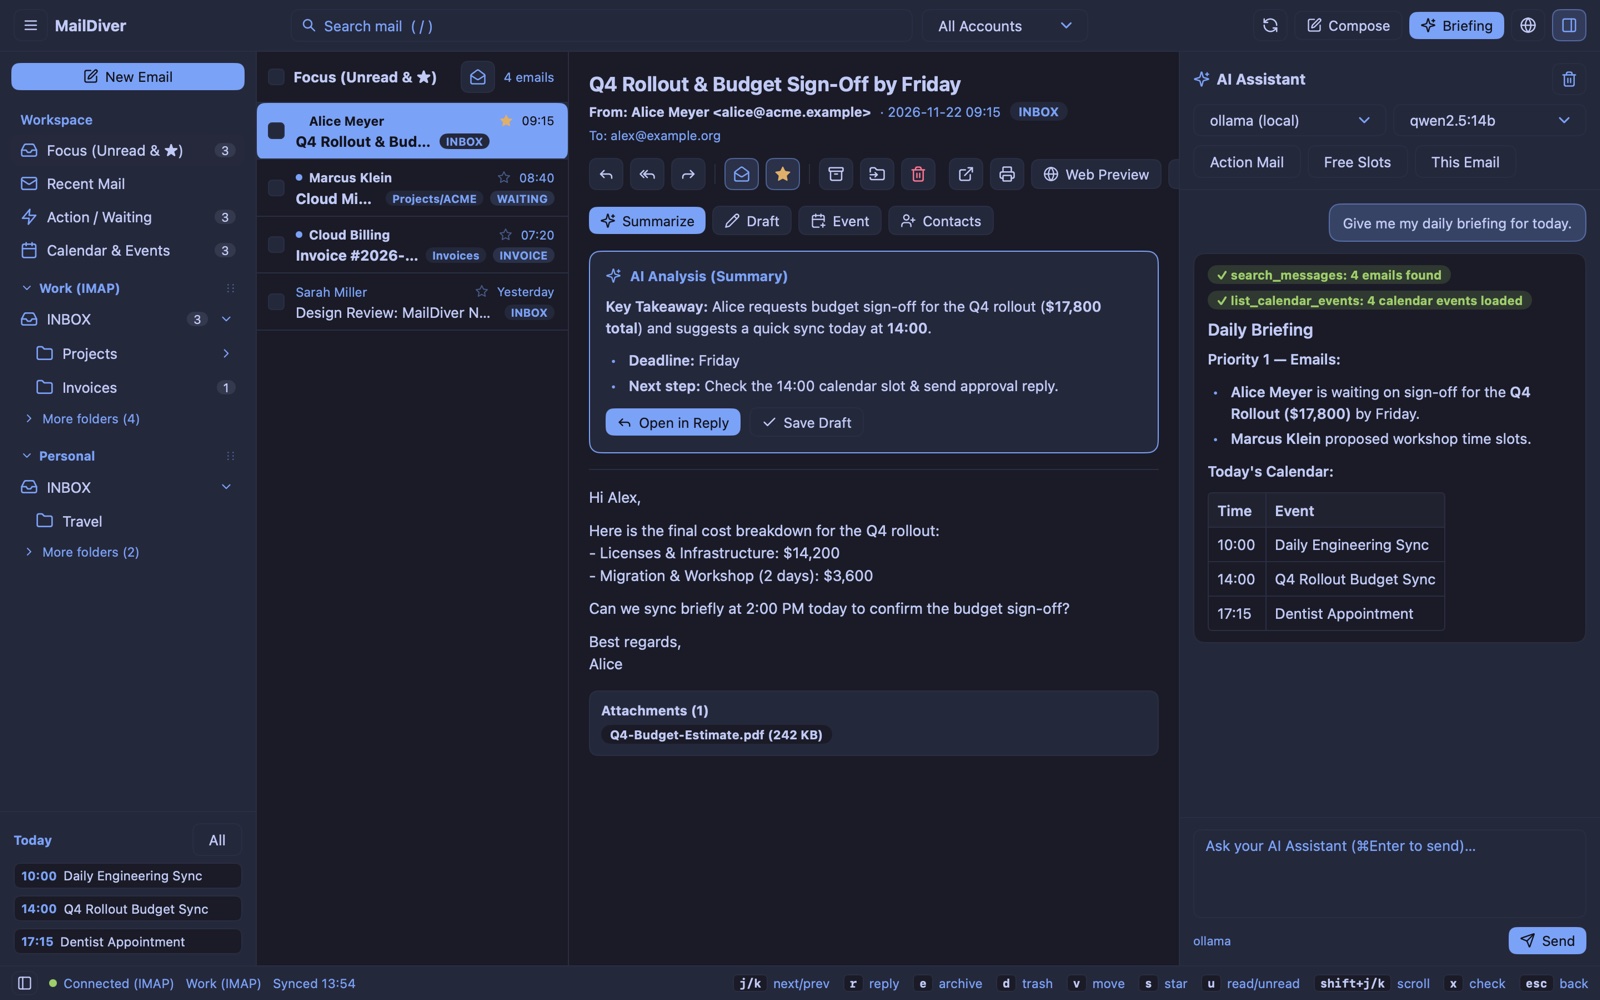 MailDiver
Search mail ( / )
All Accounts
Compose
Briefing
New Email
Workspace
Focus (Unread & ★) 3
Recent Mail
Action / Waiting 3
Calendar & Events 3
Work (IMAP)
INBOX 3
Projects
Invoices 1
More folders (4)
Personal
INBOX
Travel
More folders (2)
Today All
10:00 Daily Engineering Sync
14:00 Q4 Rollout Budget Sync
17:15 Dentist Appointment
Focus (Unread & ★) 4 emails
Alice Meyer 09:15
Q4 Rollout & Bud... INBOX
Marcus Klein 08:40
Cloud Mi... Projects/ACME WAITING
Cloud Billing 07:20
Invoice #2026-... Invoices INVOICE
Sarah Miller Yesterday
Design Review: MailDiver N... INBOX
Q4 Rollout & Budget Sign-Off by Friday
From: Alice Meyer <alice@acme.example> · 2026-11-22 09:15 INBOX
To: alex@example.org
Web Preview
Summarize Draft Event Contacts
AI Analysis (Summary)
Key Takeaway: Alice requests budget sign-off for the Q4 rollout ($17,800
total) and suggests a quick sync today at 14:00.
• Deadline: Friday
• Next step: Check the 14:00 calendar slot & send approval reply.
Open in Reply Save Draft
Hi Alex,
Here is the final cost breakdown for the Q4 rollout:
- Licenses & Infrastructure: $14,200
- Migration & Workshop (2 days): $3,600
Can we sync briefly at 2:00 PM today to confirm the budget sign-off?
Best regards,
Alice
Attachments (1)
Q4-Budget-Estimate.pdf (242 KB)
AI Assistant
ollama (local) qwen2.5:14b
Action Mail Free Slots This Email
Give me my daily briefing for today.
✓ search_messages: 4 emails found
✓ list_calendar_events: 4 calendar events loaded
Daily Briefing
Priority 1 — Emails:
• Alice Meyer is waiting on sign-off for the Q4
Rollout ($17,800) by Friday.
• Marcus Klein proposed workshop time slots.
Today's Calendar:
Time Event
10:00 Daily Engineering Sync
14:00 Q4 Rollout Budget Sync
17:15 Dentist Appointment
Ask your AI Assistant (⌘Enter to send)...
ollama Send
Connected (IMAP) Work (IMAP) Synced 13:54
j/k next/prev r reply e archive d trash v move s star u read/unread shift+j/k scroll x check esc back